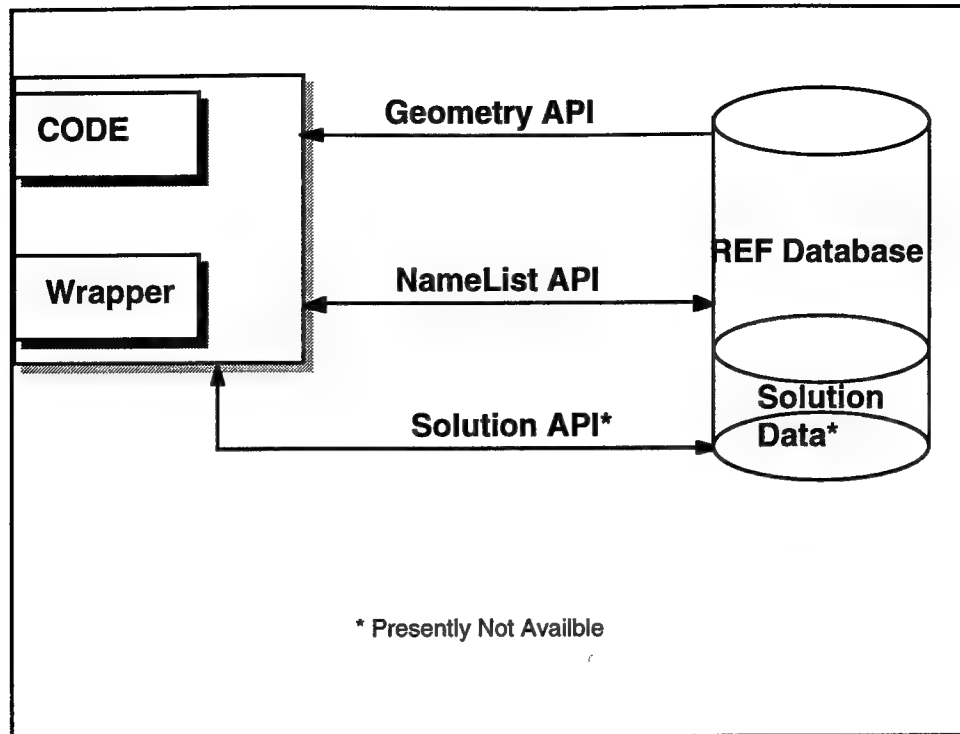 CODE
Geometry API
REF Database
Wrapper
NameList API
Solution
Data*
Solution API*
* Presently Not Availble